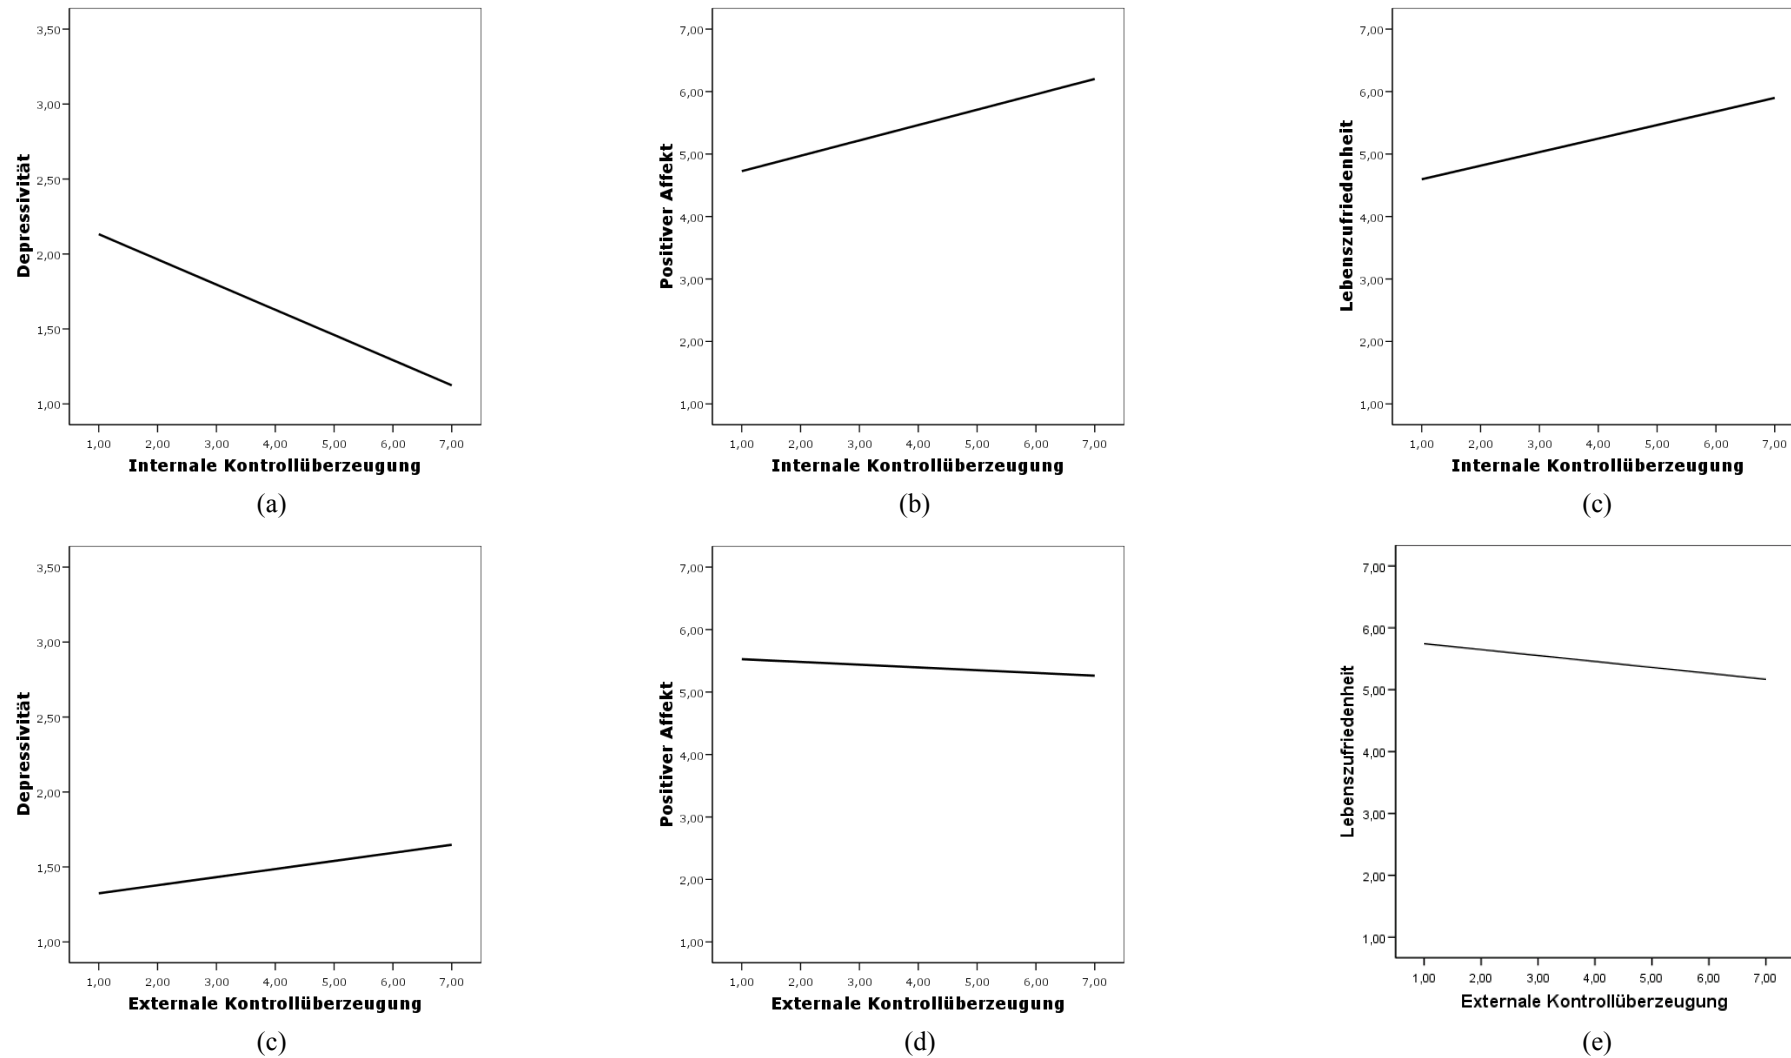 3,50
3,00
2,50
2,00
1,50
1,00
Depressivität
1,00 2,00 3,00 4,00 5,00 6,00 7,00
Internale Kontrollüberzeugung
(a)
7,00
6,00
5,00
4,00
3,00
2,00
1,00
Positiver Affekt
1,00 2,00 3,00 4,00 5,00 6,00 7,00
Internale Kontrollüberzeugung
(b)
7,00
6,00
5,00
4,00
3,00
2,00
1,00
Lebenszufriedenheit
1,00 2,00 3,00 4,00 5,00 6,00 7,00
Internale Kontrollüberzeugung
(c)
3,50
3,00
2,50
2,00
1,50
1,00
Depressivität
1,00 2,00 3,00 4,00 5,00 6,00 7,00
Externale Kontrollüberzeugung
(c)
7,00
6,00
5,00
4,00
3,00
2,00
1,00
Positiver Affekt
1,00 2,00 3,00 4,00 5,00 6,00 7,00
Externale Kontrollüberzeugung
(d)
7,00
6,00
5,00
4,00
3,00
2,00
1,00
Lebenszufriedenheit
1,00 2,00 3,00 4,00 5,00 6,00 7,00
Externale Kontrollüberzeugung
(e)